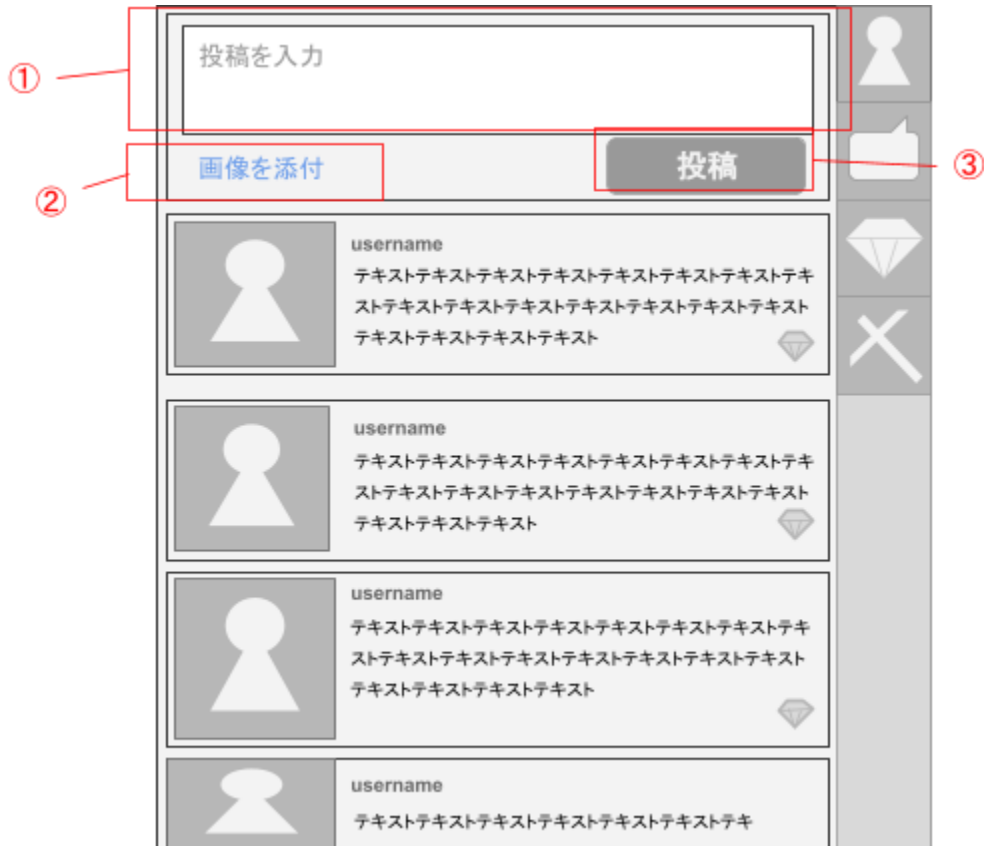 ①
投稿を入力
②
画像を添付
投稿
③
username
テキストテキストテキストテキストテキストテキストテキストテキ
ストテキストテキストテキストテキストテキストテキストテキスト
テキストテキストテキストテキスト
username
テキストテキストテキストテキストテキストテキストテキストテキ
ストテキストテキストテキストテキストテキストテキストテキスト
テキストテキストテキスト
username
テキストテキストテキストテキストテキストテキストテキストテキ
ストテキストテキストテキストテキストテキストテキストテキスト
テキストテキストテキストテキスト
username
テキストテキストテキストテキストテキストテキストテキ